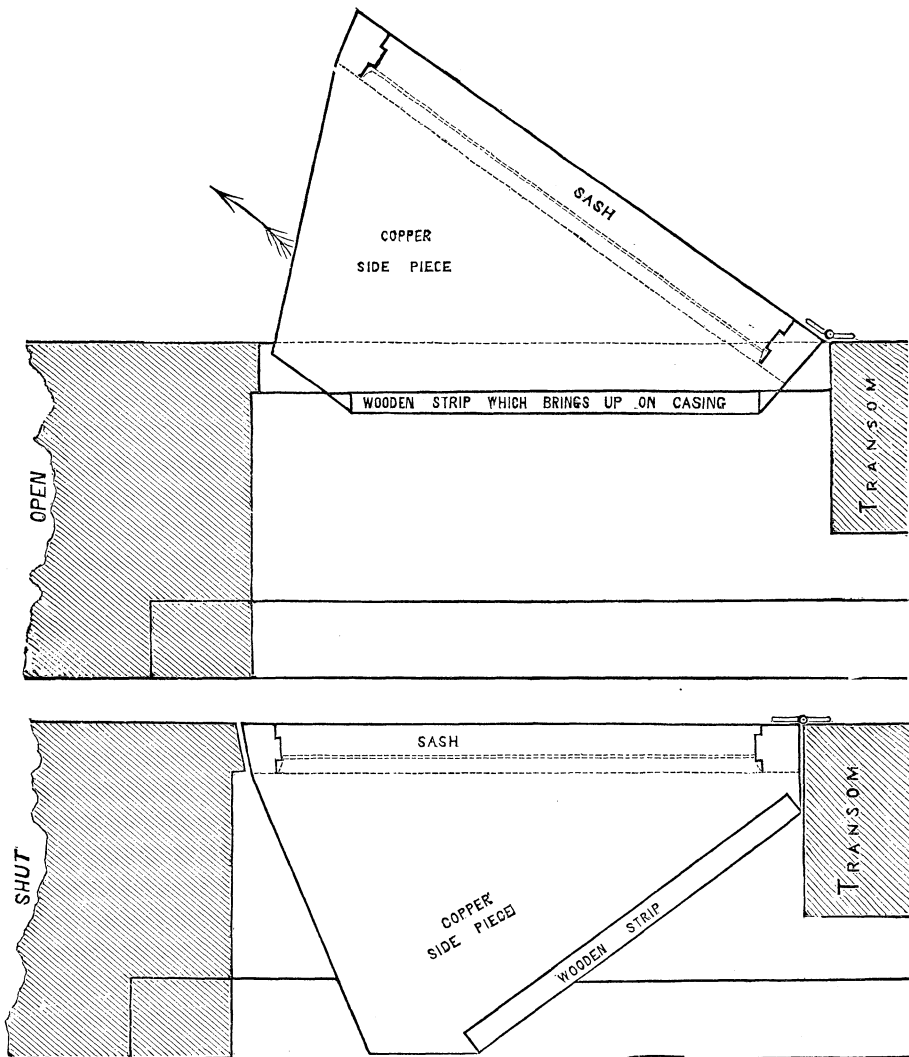 SASH
COPPER
SIDE PIECE
WOODEN STRIP WHICH BRINGS UP ON CASING
TRANSOM
OPEN
SASH
TRANSOM
SHUT
COPPER
SIDE PIECE
WOODEN STRIP